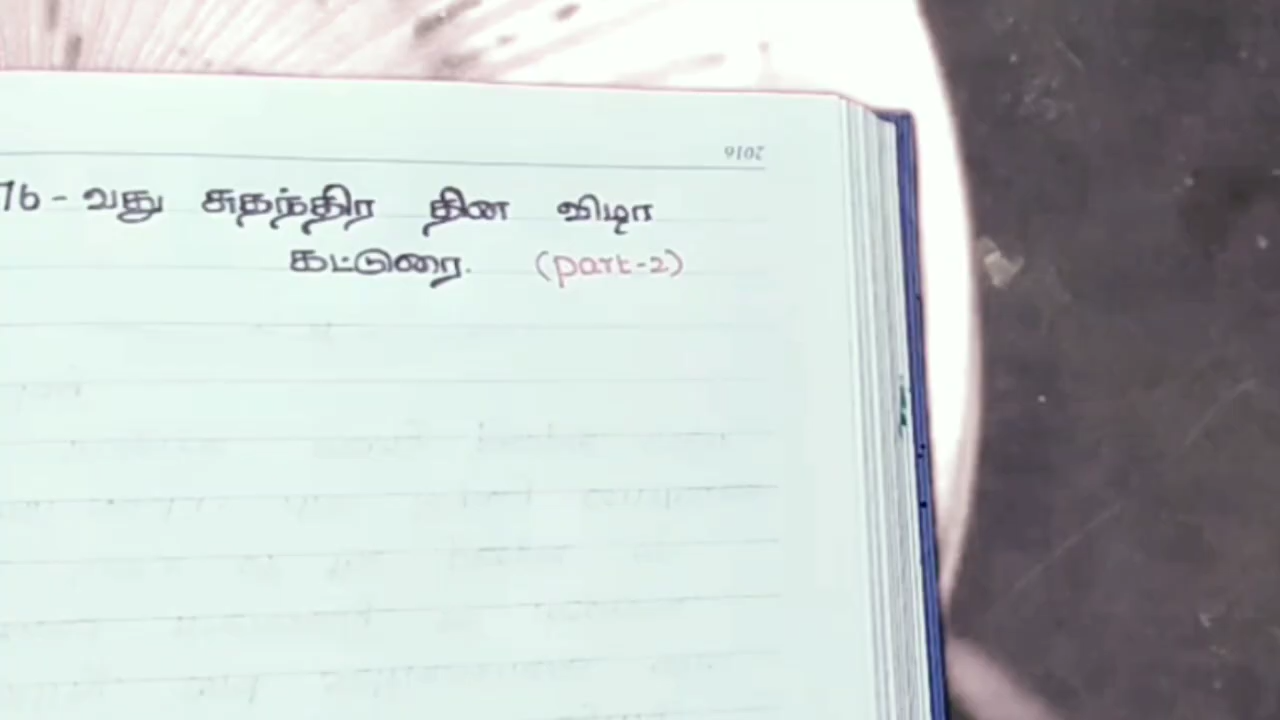 2016
76 - வது சுதந்திர தின விழா
கட்டுரை. (part-2)